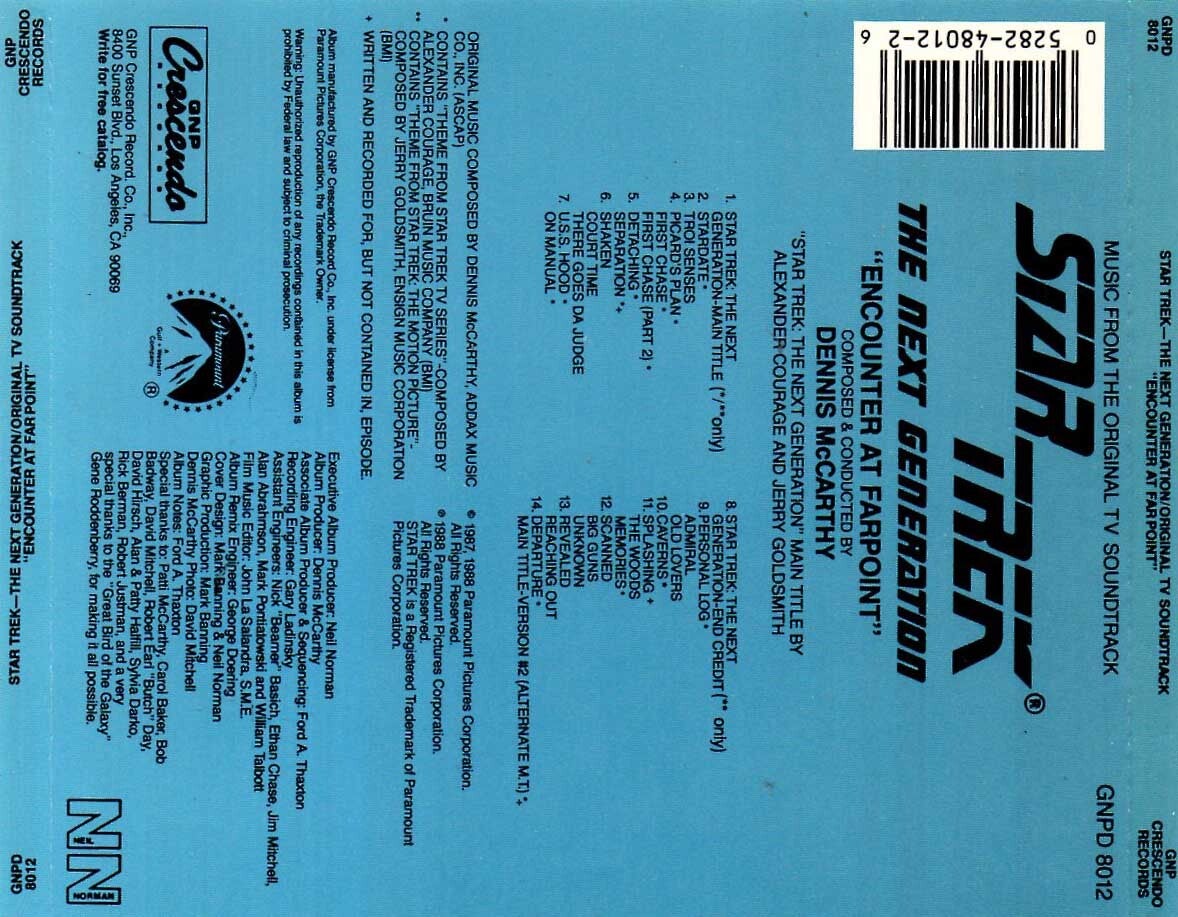 GNPD
8012
STAR TREK—THE NEXT GENERATION/ORIGINAL TV SOUNDTRACK
"ENCOUNTER AT FARPOINT"
GNP
CRESCENDO
RECORDS
0 5282-48012-2 6
MUSIC FROM THE ORIGINAL TV SOUNDTRACK
GNPD 8012
STAR TREK®
THE NEXT GENERATION
"ENCOUNTER AT FARPOINT"
COMPOSED & CONDUCTED BY
DENNIS McCARTHY
"STAR TREK: THE NEXT GENERATION" MAIN TITLE BY
ALEXANDER COURAGE AND JERRY GOLDSMITH
1. STAR TREK: THE NEXT
GENERATION-MAIN TITLE (*/**only)
2. STARDATE *
3. TROI SENSES
4. PICARD'S PLAN *
FIRST CHASE *
FIRST CHASE (PART 2) *
5. DETACHING *
SEPARATION *+
6. SHAKEN
COURT TIME
THERE GOES DA JUDGE
7. U.S.S. HOOD *
ON MANUAL *
8. STAR TREK: THE NEXT
GENERATION-END CREDIT (** only)
9. PERSONAL LOG *
ADMIRAL
OLD LOVERS
10. CAVERNS *
11. SPLASHING +
THE WOODS
MEMORIES *
12. SCANNED
BIG GUNS
UNKNOWN
13. REVEALED
REACHING OUT
14. DEPARTURE *
MAIN TITLE-VERSION #2 (ALTERNATE M.T.) *+
ORIGINAL MUSIC COMPOSED BY DENNIS McCARTHY, ADDAX MUSIC
CO., INC. (ASCAP)
* CONTAINS "THEME FROM STAR TREK TV SERIES"-COMPOSED BY
ALEXANDER COURAGE, BRUIN MUSIC COMPANY (BMI)
** CONTAINS "THEME FROM STAR TREK: THE MOTION PICTURE"-
COMPOSED BY JERRY GOLDSMITH, ENSIGN MUSIC CORPORATION
(BMI)
+ WRITTEN AND RECORDED FOR, BUT NOT CONTAINED IN, EPISODE.
© 1987, 1988 Paramount Pictures Corporation.
All Rights Reserved.
℗ 1988 Paramount Pictures Corporation.
All Rights Reserved.
STAR TREK is a Registered Trademark of Paramount
Pictures Corporation.
Album manufactured by GNP Crescendo Record Co., Inc. under license from
Paramount Pictures Corporation, the Trademark Owner.
Warning: Unauthorized reproduction of any recordings contained in this album is
prohibited by Federal law and subject to criminal prosecution.
Executive Album Producer: Neil Norman
Album Producer: Dennis McCarthy
Associate Album Producer & Sequencing: Ford A. Thaxton
Recording Engineer: Gary Ladinsky
Assistant Engineers: Nick "Beamer" Basich, Ethan Chase, Jim Mitchell,
Alan Abrahmson, Mark Pontiatowski and William Talbott
Film Music Editor: John La Salandra, S.M.E.
Album Remix Engineer: George Doering
Cover Design: Mark Banning & Neil Norman
Graphic Production: Mark Banning
Dennis McCarthy Photo: David Mitchell
Album Notes: Ford A. Thaxton
Special thanks to: Patt McCarthy, Carol Baker, Bob
Badway, David Mitchell, Robert Earl "Butch" Day,
David Hirsch, Alan & Patty Halfill, Sylvia Darko,
Rick Berman, Robert Justman, and a very
special thanks to the "Great Bird of the Galaxy"
Gene Roddenberry, for making it all possible.
GNP
Crescendo
GNP Crescendo Record. Co., Inc.,
8400 Sunset Blvd., Los Angeles, CA 90069
Write for free catalog.
Paramount
A
Gulf + Western
Company
®
NN
NEIL
NORMAN
GNP
CRESCENDO
RECORDS
STAR TREK—THE NEXT GENERATION/ORIGINAL TV SOUNDTRACK
"ENCOUNTER AT FARPOINT"
GNPD
8012